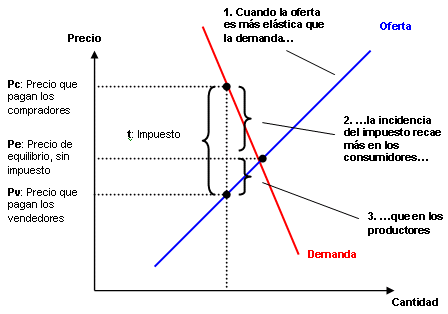 1. Cuando la oferta
es más elástica que
la demanda...
Oferta
Precio
Pc: Precio que
pagan los
compradores
t: Impuesto
2. ...la incidencia
del impuesto recae
más en los
consumidores...
Pe: Precio de
equilibrio, sin
impuesto
Pv: Precio que
pagan los
vendedores
3. ...que en los
productores
Demanda
Cantidad